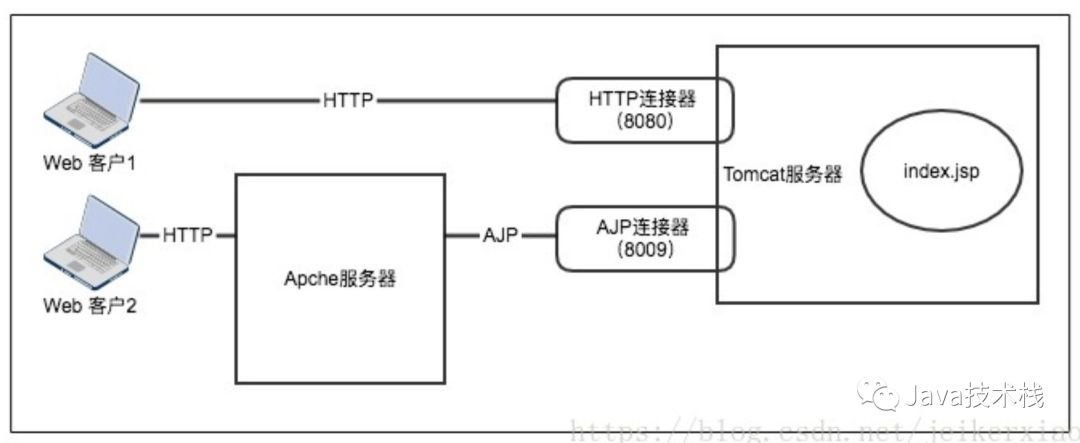 HTTP
HTTP连接器
（8080）
Web 客户1
Tomcat服务器
index.jsp
HTTP
AJP
AJP连接器
（8009）
Apche服务器
Web 客户2
Java技术栈
https://blog.csdn.net/jeikerxiao